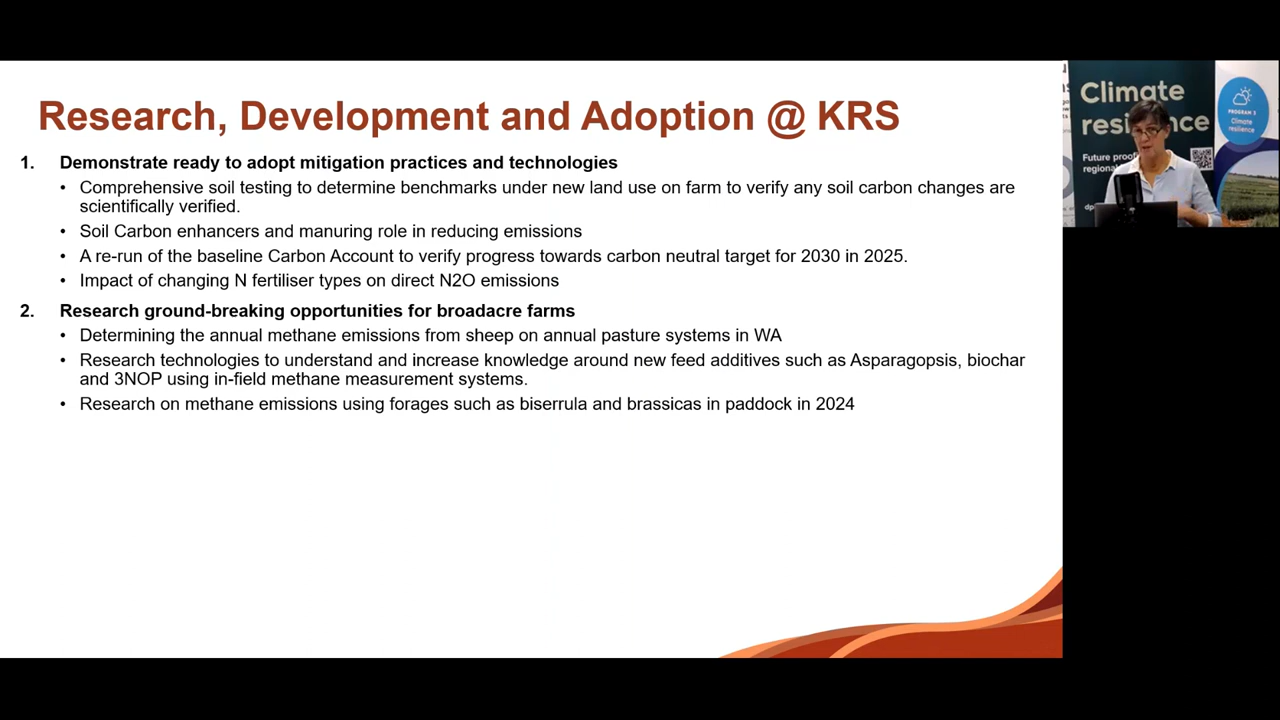 Research, Development and Adoption @ KRS
1. Demonstrate ready to adopt mitigation practices and technologies
• Comprehensive soil testing to determine benchmarks under new land use on farm to verify any soil carbon changes are
scientifically verified.
• Soil Carbon enhancers and manuring role in reducing emissions
• A re-run of the baseline Carbon Account to verify progress towards carbon neutral target for 2030 in 2025.
• Impact of changing N fertiliser types on direct N2O emissions
2. Research ground-breaking opportunities for broadacre farms
• Determining the annual methane emissions from sheep on annual pasture systems in WA
• Research technologies to understand and increase knowledge around new feed additives such as Asparagopsis, biochar
and 3NOP using in-field methane measurement systems.
• Research on methane emissions using forages such as biserrula and brassicas in paddock in 2024
Climate
resilience
Future proof
regional
PROGRAM 3
Climate
resilience